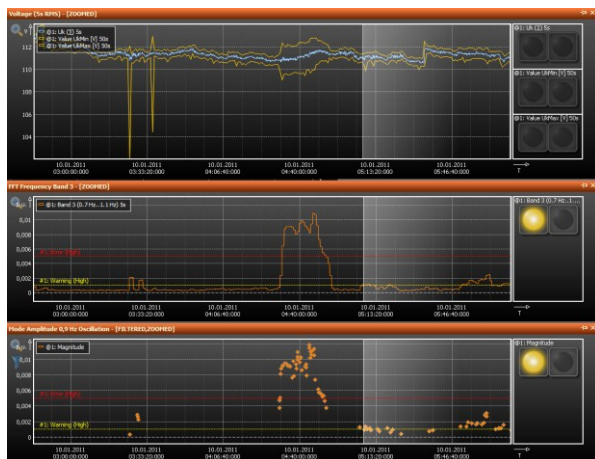 Voltage (5s RMS) - [ZOOMED]
@1: Uk (1) 5s
@1: Value UkMin [V] 50s
@1: Value UkMax [V] 50s
112
110
108
106
104
10.01.2011 10.01.2011 10.01.2011 10.01.2011 10.01.2011 10.01.2011
03:00:00:000 03:33:20:000 04:06:40:000 04:40:00:000 05:13:20:000 05:46:40:000
T
@1: Value UkMin [V] 50s
@1: Value UkMax [V] 50s
FFT Frequency Band 3 - [ZOOMED]
@1: Band 3 (0.7 Hz..1.1 Hz) 5s
0,01
0,008
0,006
#1: Error (High)
0,004
0,002
#1: Warning (High)
0
10.01.2011 10.01.2011 10.01.2011 10.01.2011 10.01.2011 10.01.2011
03:00:00:000 03:33:20:000 04:06:40:000 04:40:00:000 05:13:20:000 05:46:40:000
T
@1: Band 3 (0.7 Hz..1....
Mode Amplitude 0,9 Hz Oscillation - [FILTERED,ZOOMED]
@1: Magnitude
0,01
0,008
0,006
#1: Error (High)
0,004
0,002
#1: Warning (High)
0
10.01.2011 10.01.2011 10.01.2011 10.01.2011 10.01.2011 10.01.2011
03:00:00:000 03:33:20:000 04:06:40:000 04:40:00:000 05:13:20:000 05:46:40:000
T
@1: Magnitude